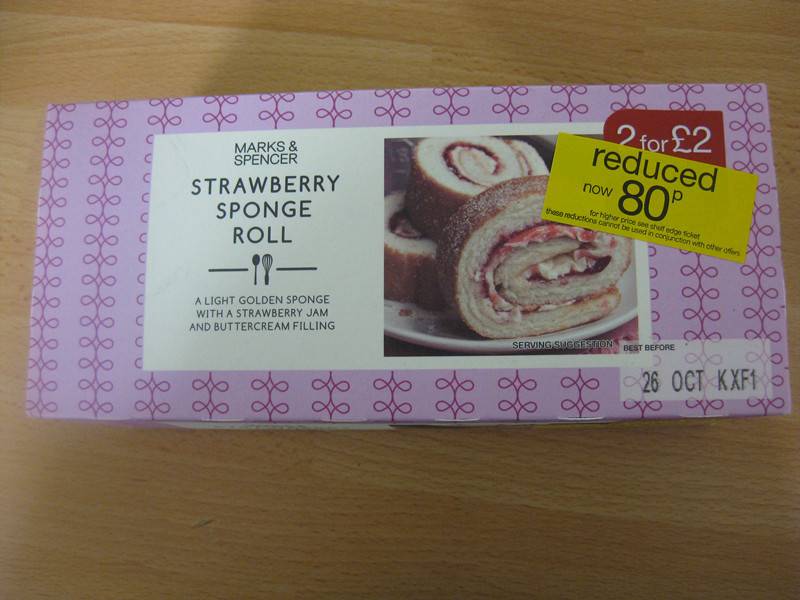 MARKS &
SPENCER
STRAWBERRY
SPONGE
ROLL
A LIGHT GOLDEN SPONGE
WITH A STRAWBERRY JAM
AND BUTTERCREAM FILLING
2 for £2
reduced
now 80p
for higher price see shelf edge ticket
these reductions cannot be used in conjunction with other offers
SERVING SUGGESTION
BEST BEFORE
26 OCT KXF1